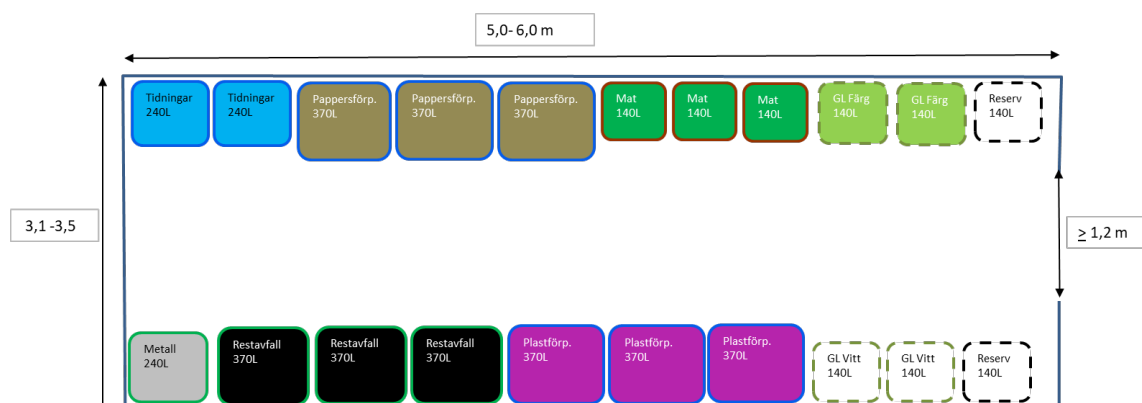 5,0- 6,0 m
Tidningar
240L
Tidningar
240L
Pappersförp.
370L
Pappersförp.
370L
Pappersförp.
370L
Mat
140L
Mat
140L
Mat
140L
GL Färg
140L
GL Färg
140L
Reserv
140L
3,1 -3,5
≥ 1,2 m
Metall
240L
Restavfall
370L
Restavfall
370L
Restavfall
370L
Plastförp.
370L
Plastförp.
370L
Plastförp.
370L
GL Vitt
140L
GL Vitt
140L
Reserv
140L